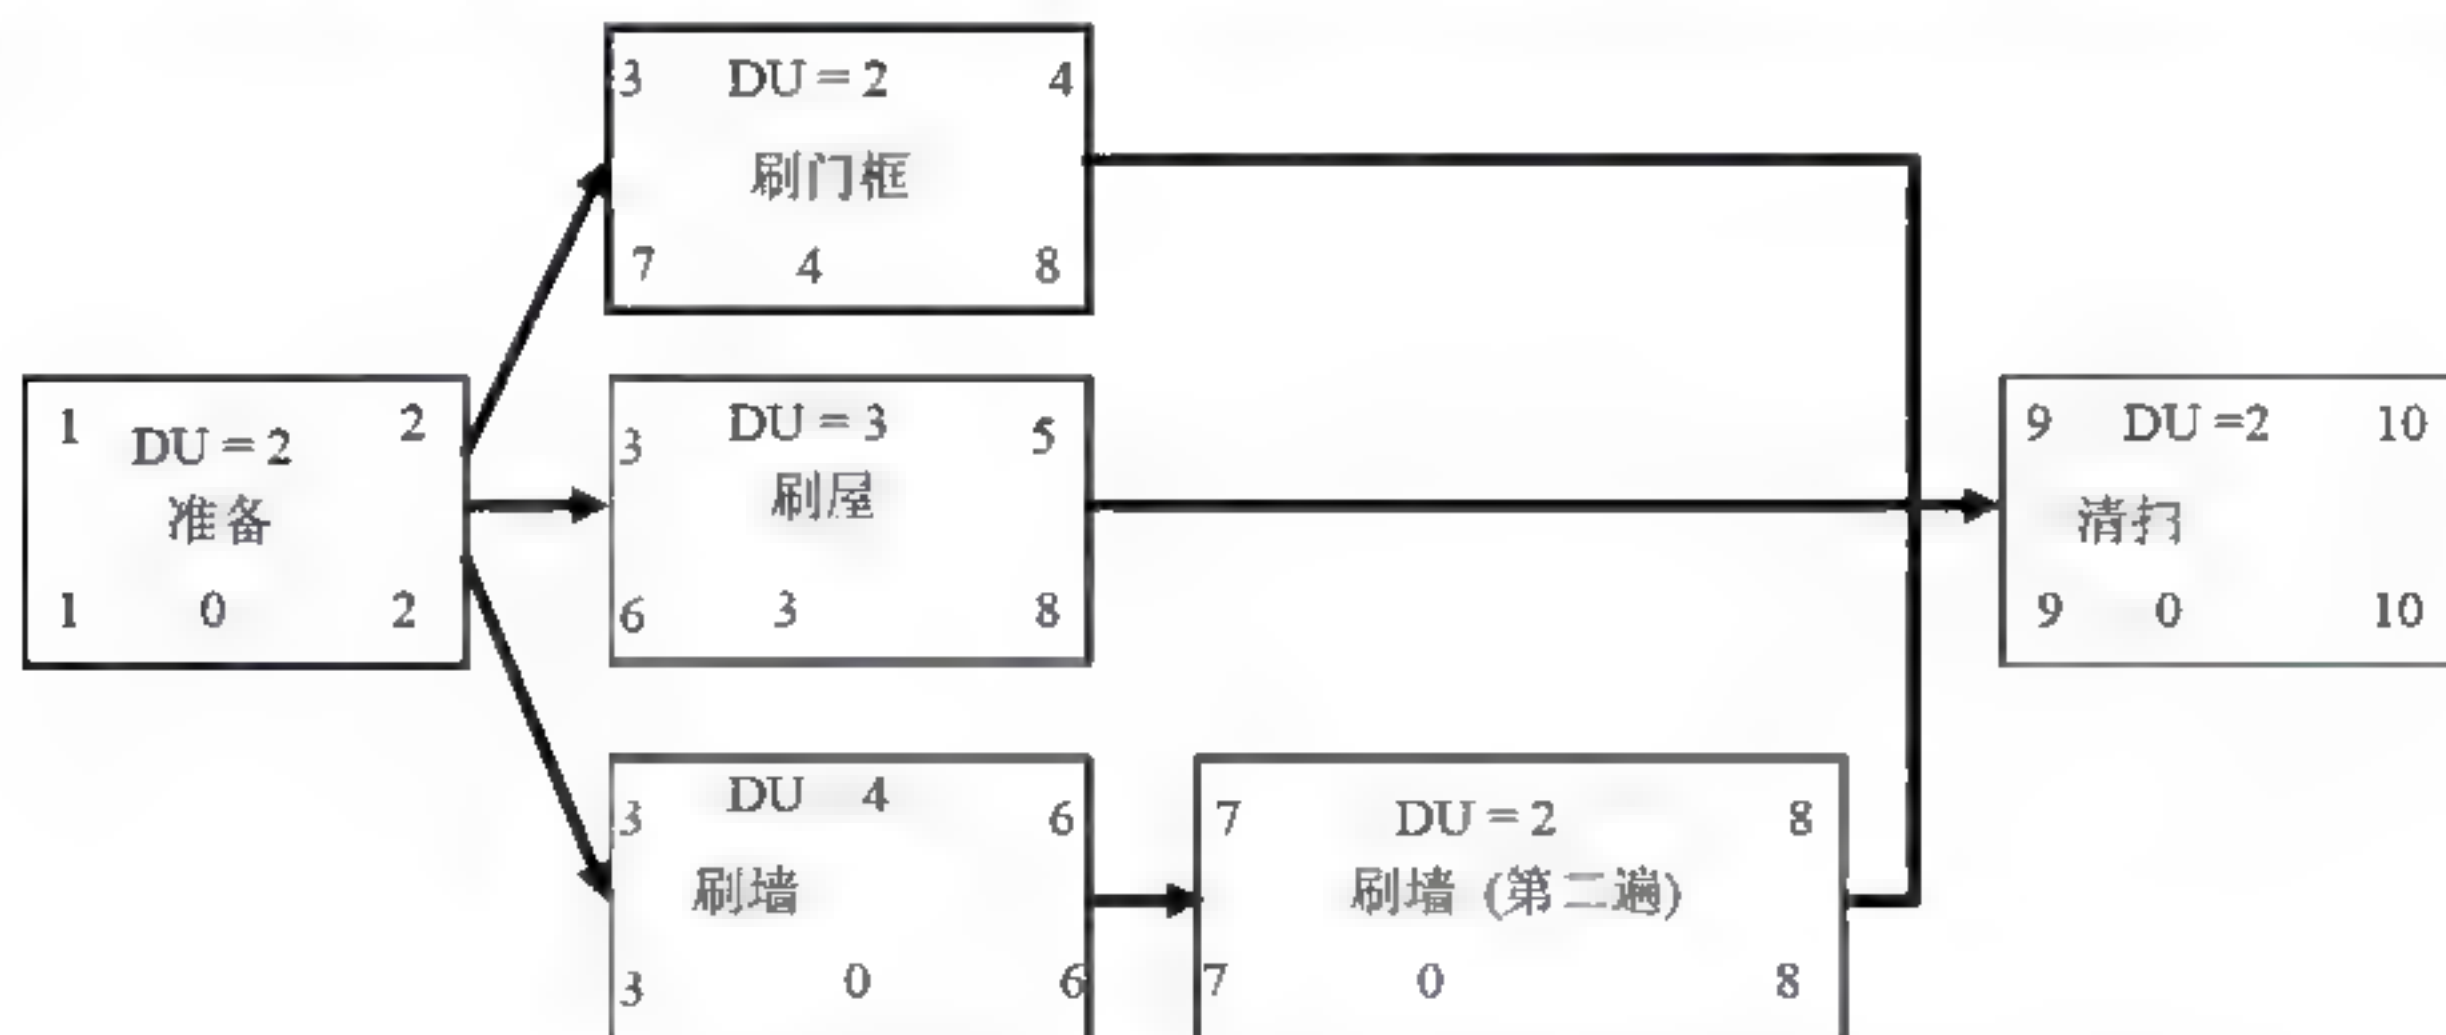 3 DU = 2 4
刷门框
7 4 8
1 DU = 2 2
准备
1 0 2
3 DU = 3 5
刷屋
6 3 8
9 DU =2 10
清扫
9 0 10
3 DU 4 6
刷墙
3 0 6
7 DU = 2 8
刷墙 (第二遍)
7 0 8